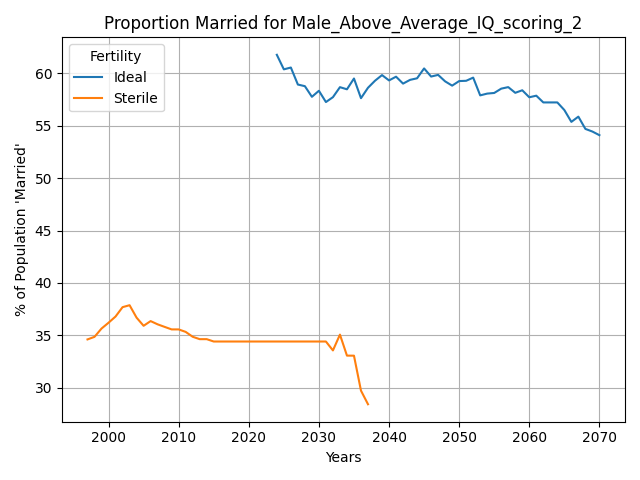 Proportion Married for Male_Above_Average_IQ_scoring_2
Fertility
Ideal
Sterile
% of Population 'Married'
60
55
50
45
40
35
30
2000 2010 2020 2030 2040 2050 2060 2070
Years